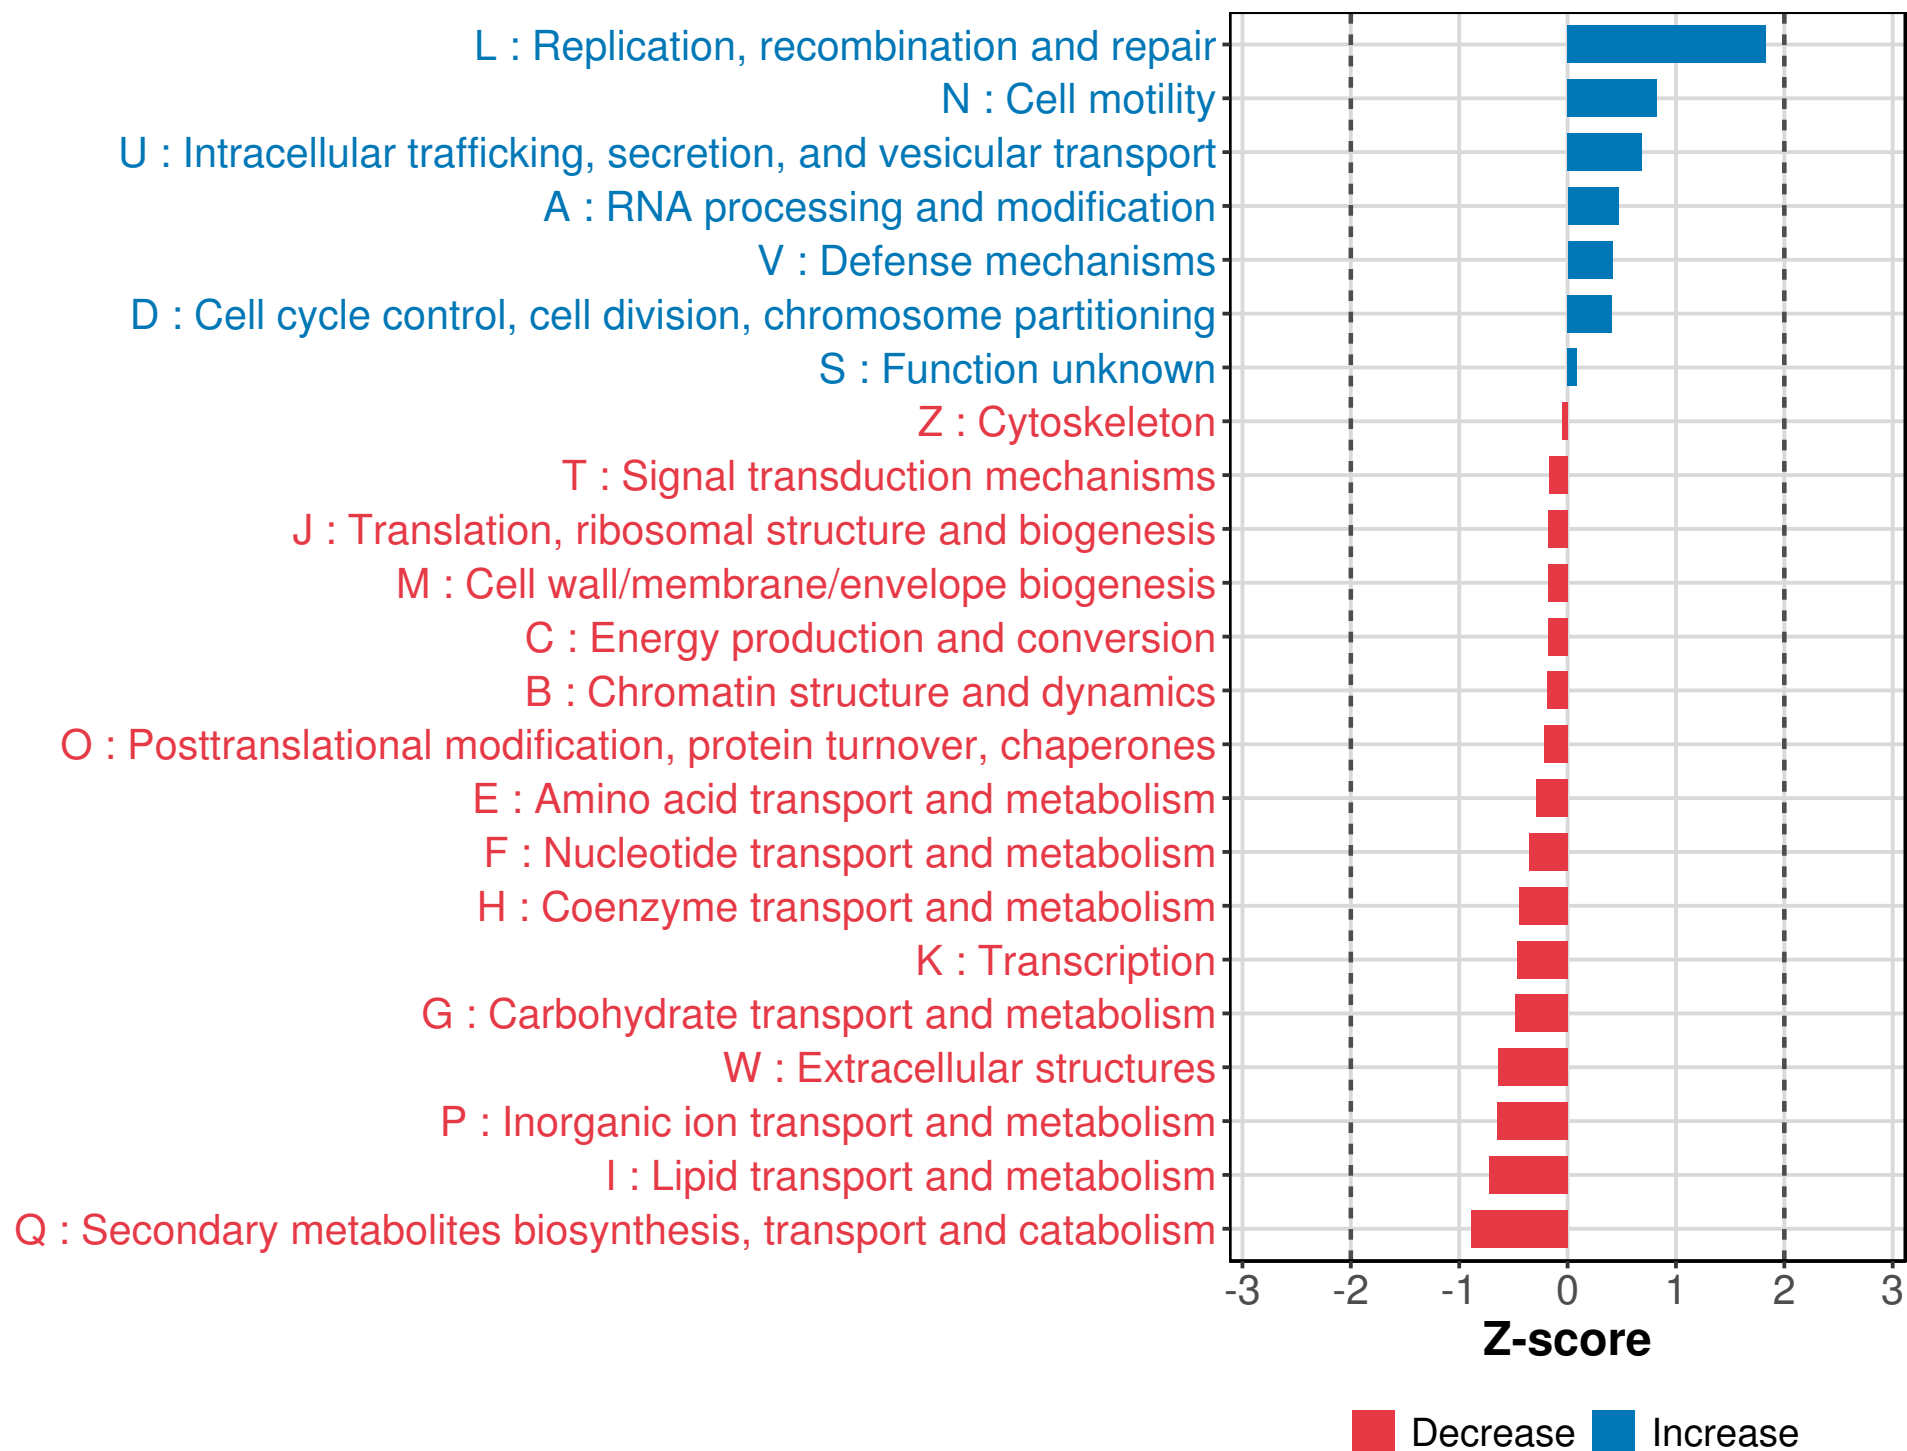 L : Replication, recombination and repair
N : Cell motility
U : Intracellular trafficking, secretion, and vesicular transport
A : RNA processing and modification
V : Defense mechanisms
D : Cell cycle control, cell division, chromosome partitioning
S : Function unknown
Z : Cytoskeleton
T : Signal transduction mechanisms
J : Translation, ribosomal structure and biogenesis
M : Cell wall/membrane/envelope biogenesis
C : Energy production and conversion
B : Chromatin structure and dynamics
O : Posttranslational modification, protein turnover, chaperones
E : Amino acid transport and metabolism
F : Nucleotide transport and metabolism
H : Coenzyme transport and metabolism
K : Transcription
G : Carbohydrate transport and metabolism
W : Extracellular structures
P : Inorganic ion transport and metabolism
I : Lipid transport and metabolism
Q : Secondary metabolites biosynthesis, transport and catabolism
-3 -2 -1 0 1 2 3
Z-score
Decrease Increase